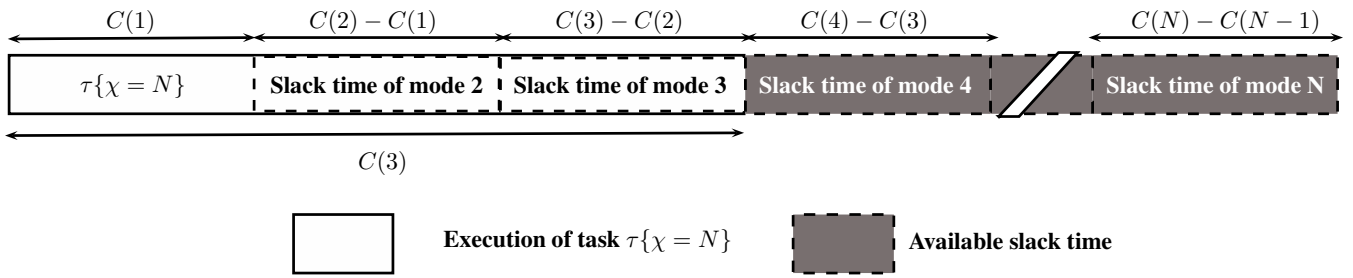 C(1) C(2) − C(1) C(3) − C(2) C(4) − C(3) C(N) − C(N − 1)
τ{χ = N} Slack time of mode 2 Slack time of mode 3 Slack time of mode 4 Slack time of mode N
C(3)
Execution of task τ{χ = N} Available slack time